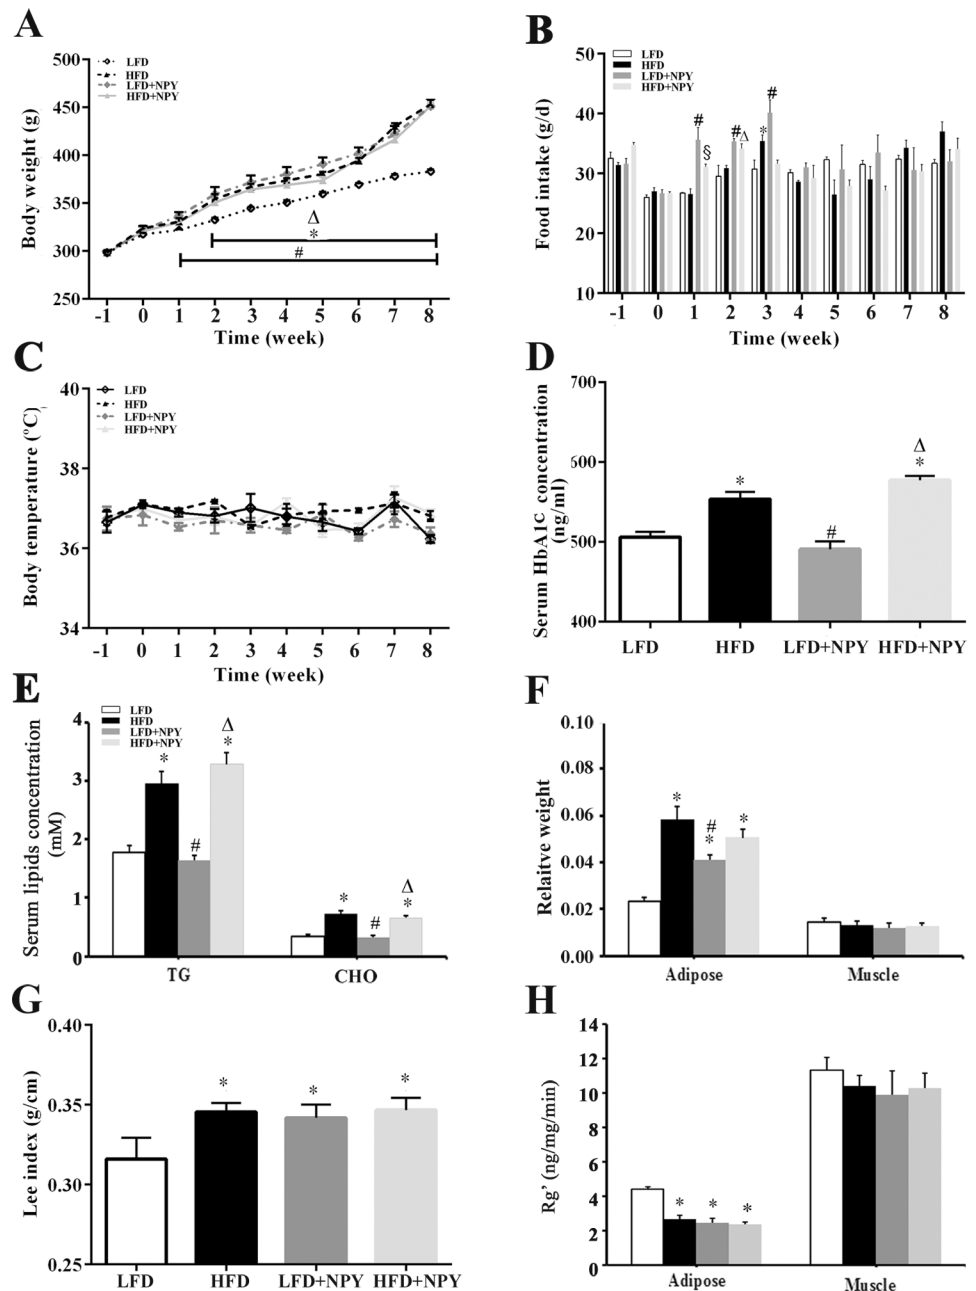 A
Body weight (g)
500
450
400
350
300
250
LFD
HFD
LFD+NPY
HFD+NPY
Δ
*
#
-1 0 1 2 3 4 5 6 7 8
Time (week)
B
Food intake (g/d)
50
40
30
20
10
LFD
HFD
LFD+NPY
HFD+NPY
# § # Δ * #
-1 0 1 2 3 4 5 6 7 8
Time (week)
C
Body temperature (°C)
40
38
36
34
LFD
HFD
LFD+NPY
HFD+NPY
-1 0 1 2 3 4 5 6 7 8
Time (week)
D
Serum HbA1C concentration
(ng/ml)
700
600
500
400
* # Δ *
LFD HFD LFD+NPY HFD+NPY
E
Serum lipids concentration
(mM)
4
3
2
1
0
LFD
HFD
LFD+NPY
HFD+NPY
* # Δ *
* # Δ *
TG CHO
F
Relaitve weight
0.10
0.08
0.06
0.04
0.02
0.00
* # * *
Adipose Muscle
G
Lee index (g/cm)
0.40
0.35
0.30
0.25
* * *
LFD HFD LFD+NPY HFD+NPY
H
Rg' (ng/mg/min)
14
12
10
8
6
4
2
0
* * *
Adipose Muscle